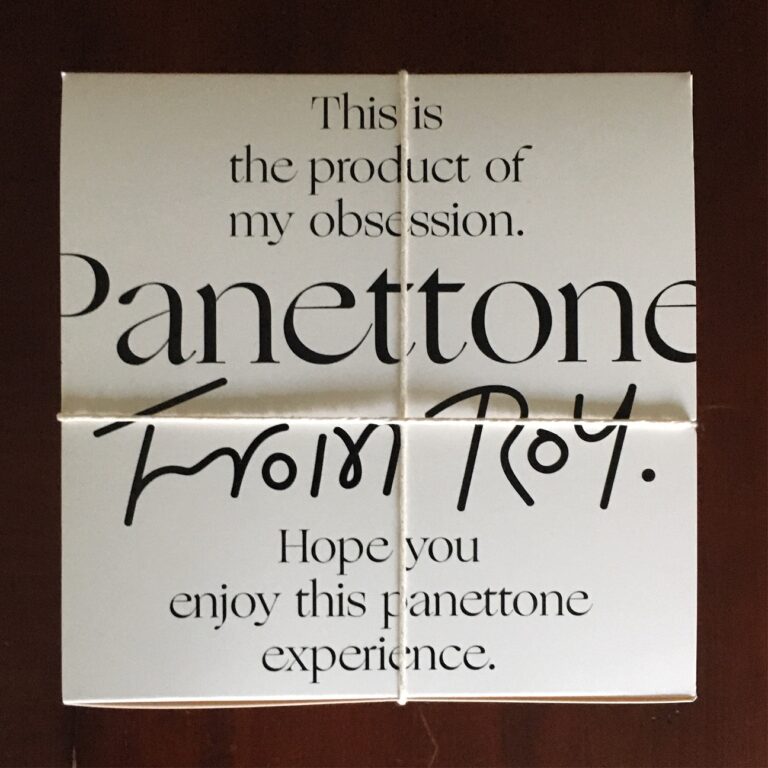 This is
the product of
my obsession.
Panettone
From Roy.
Hope you
enjoy this panettone
experience.